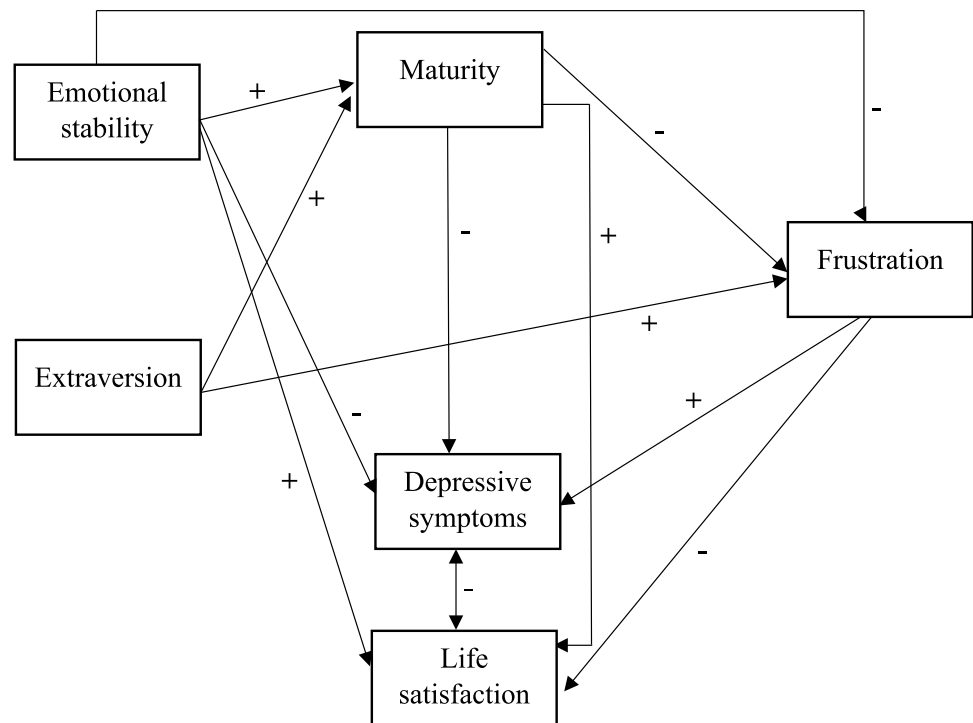 Emotional
stability
Maturity
Frustration
Extraversion
Depressive
symptoms
Life
satisfaction
+
+
-
-
-
+
+
-
+
+
-
-